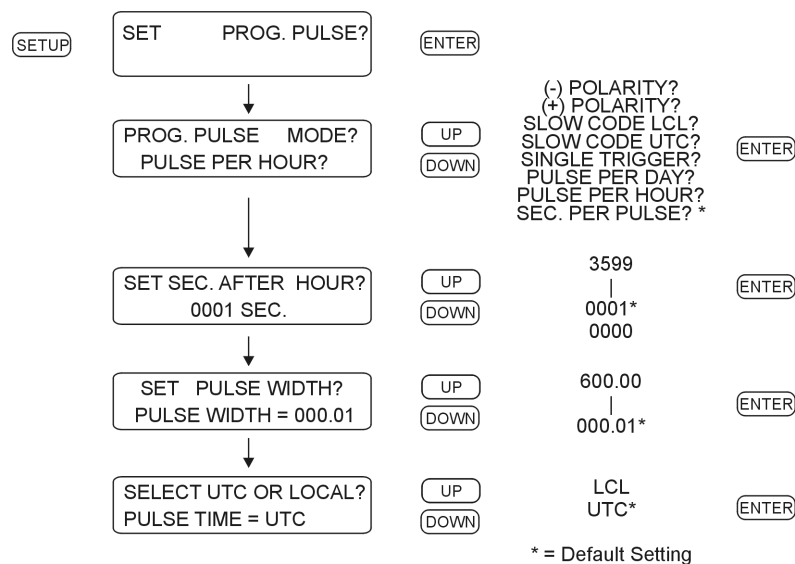 SETUP
SET PROG. PULSE?
ENTER
PROG. PULSE MODE?
PULSE PER HOUR?
UP
DOWN
(-) POLARITY?
(+) POLARITY?
SLOW CODE LCL?
SLOW CODE UTC?
SINGLE TRIGGER?
PULSE PER DAY?
PULSE PER HOUR?
SEC. PER PULSE? *
ENTER
SET SEC. AFTER HOUR?
0001 SEC.
UP
DOWN
3599
0001*
0000
ENTER
SET PULSE WIDTH?
PULSE WIDTH = 000.01
UP
DOWN
600.00
000.01*
ENTER
SELECT UTC OR LOCAL?
PULSE TIME = UTC
UP
DOWN
LCL
UTC*
ENTER
* = Default Setting